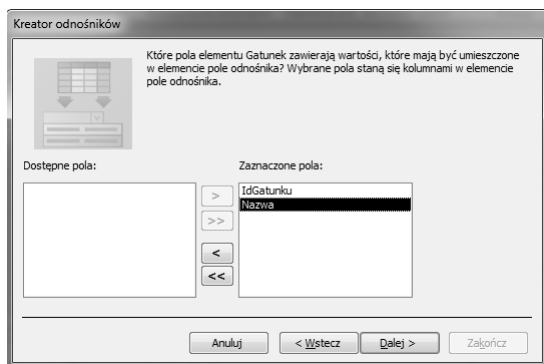 Kreator odnośników
Które pola elementu Gatunek zawierają wartości, które mają być umieszczone
w elemencie pole odnośnika? Wybrane pola staną się kolumnami w elemencie
pole odnośnika.
Dostępne pola:
Zaznaczone pola:
IdGatunku
Nazwa
>
>>
<
<<
Anuluj
< Wstecz
Dalej >
Zakończ